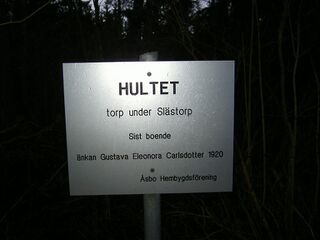 HULTET
torp under Slästorp
Sist boende
änkan Gustava Eleonora Carlsdotter 1920
Åsbo Hembygdsförening